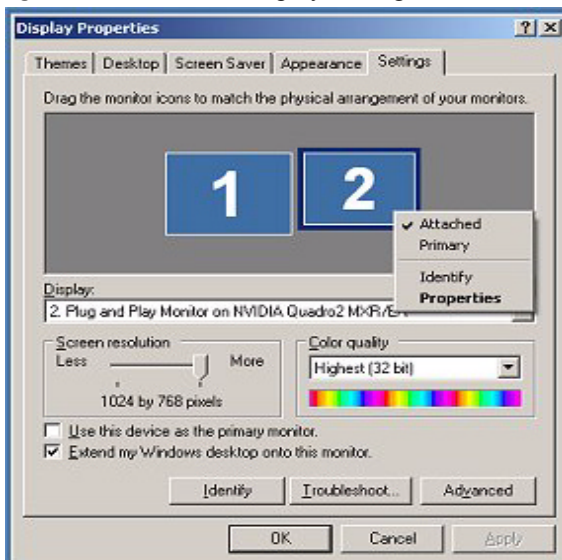 Display Properties
Themes Desktop Screen Saver Appearance Settings
Drag the monitor icons to match the physical arrangement of your monitors.
1 2
Attached
Primary
Identify
Properties
Display:
2. Plug and Play Monitor on NVIDIA Quadro2 MXR/EX
Screen resolution
Less More
1024 by 768 pixels
Color quality
Highest (32 bit)
Use this device as the primary monitor.
Extend my Windows desktop onto this monitor.
Identify Troubleshoot... Advanced
OK Cancel Apply